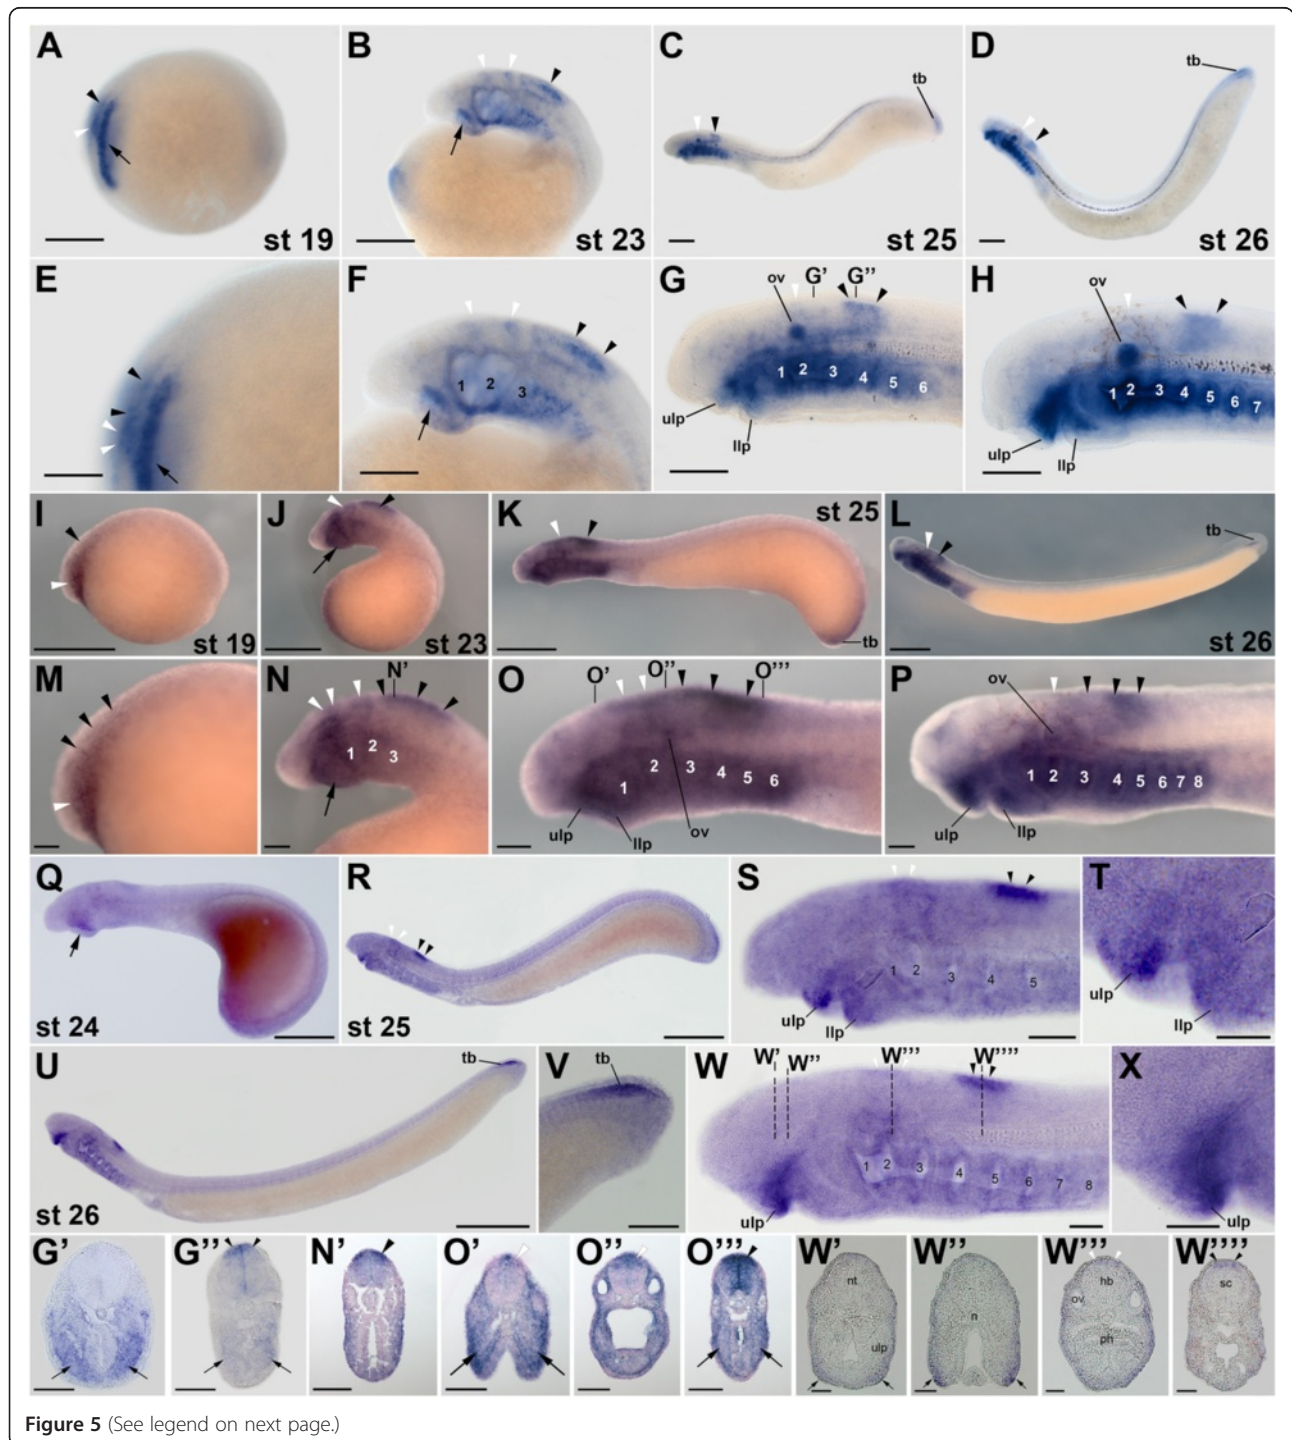 A B C D
tb tb
st 19 st 23 st 25 st 26
E F G H
ov G' G'' ov
1 2 3
1 2 3 4 5 6
1 2 3 4 5 6 7
ulp llp ulp llp
I J K st 25 L
tb
st 19 st 23 tb st 26
M N N' O O' O'' O''' P
ov
1 2 3
1 2 3 4 5 6
1 2 3 4 5 6 7 8
ulp llp ov ulp llp
Q R S T
1 2 3 4 5
ulp llp ulp llp
st 24 st 25
U tb V tb W W' W'' W''' W'''' X
1 2 3 4 5 6 7 8
st 26 ulp ulp
G' G'' N' O' O'' O''' W' W'' W''' W''''
nt hb sc
ov
n ph
ulp
Figure 5 (See legend on next page.)